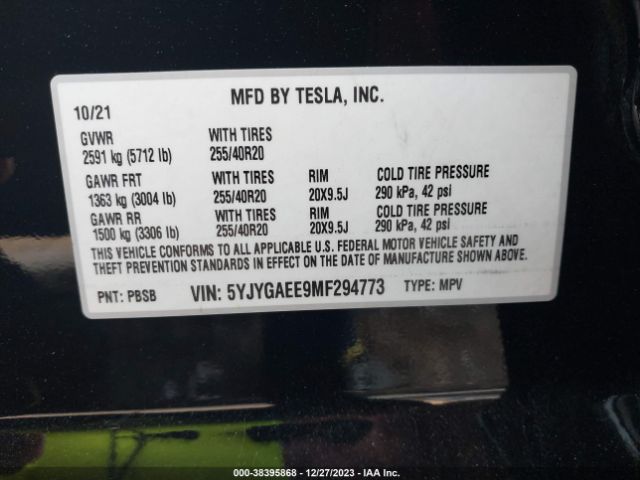 MFD BY TESLA, INC.
10/21
GVWR WITH TIRES
2591 kg (5712 lb) 255/40R20
GAWR FRT WITH TIRES RIM COLD TIRE PRESSURE
1363 kg (3004 lb) 255/40R20 20X9.5J 290 kPa, 42 psi
GAWR RR WITH TIRES RIM COLD TIRE PRESSURE
1500 kg (3306 lb) 255/40R20 20X9.5J 290 kPa, 42 psi
THIS VEHICLE CONFORMS TO ALL APPLICABLE U.S. FEDERAL MOTOR VEHICLE SAFETY AND
THEFT PREVENTION STANDARDS IN EFFECT ON THE DATE OF MANUFACTURE SHOWN ABOVE.
PNT: PBSB VIN: 5YJYGAEE9MF294773 TYPE: MPV
000-38395868 • 12/27/2023 • IAA Inc.